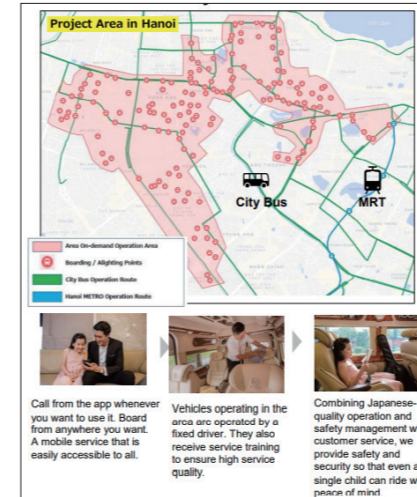 Project Area in Hanoi
City Bus
MRT
Area On-demand Operation Area
Boarding / Alighting Points
City Bus Operation Route
Hanoi METRO Operation Route
Call from the app whenever
you want to use it. Board
from anywhere you want.
A mobile service that is
easily accessible to all.
Vehicles operating in the
area are operated by a
fixed driver. They also
receive service training
to ensure high service
quality.
Combining Japanese-
quality operation and
safety management w
customer service, we
provide safety and
security so that even a
single child can ride w
peace of mind